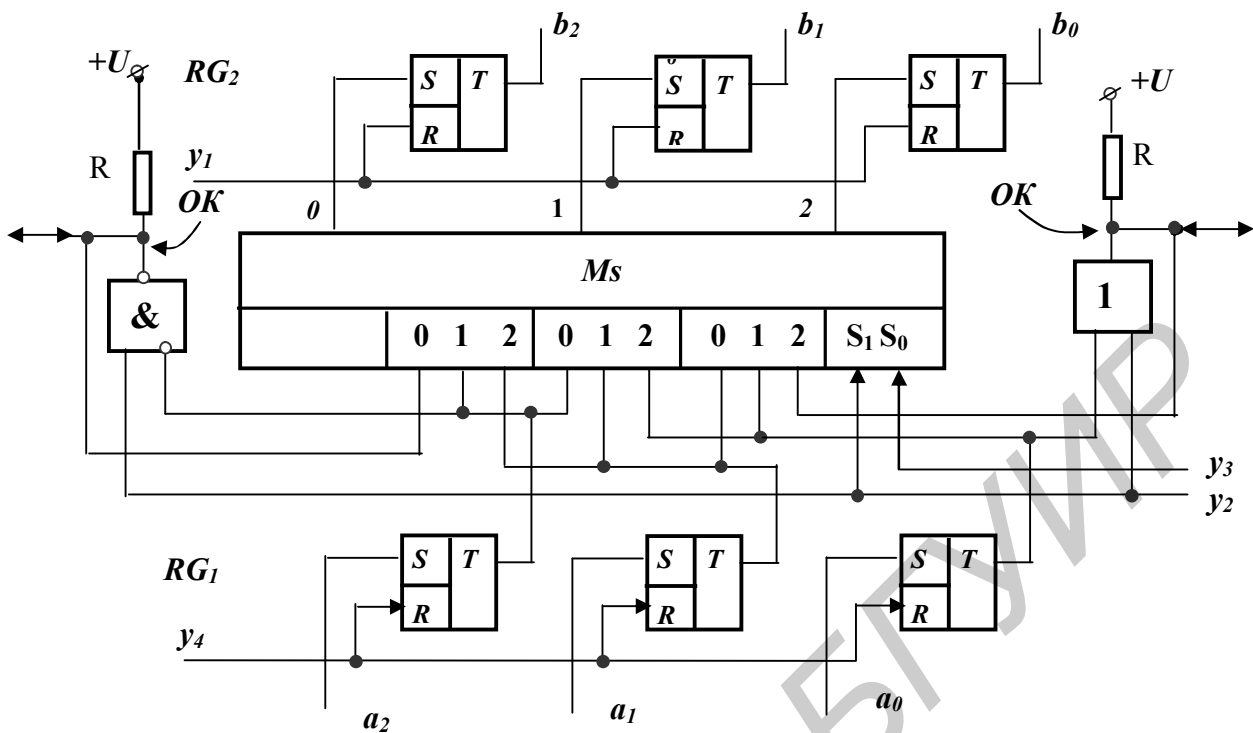 b₂ b₁ b₀
+U RG₂ S T S T S T +U
R R R R R
y₁ ОК 0 1 2 ОК
Ms
& 1
0 1 2 0 1 2 0 1 2 S₁ S₀
y₃
y₂
RG₁ S T S T S T
R R R
y₄
a₂ a₁ a₀
БГУИР